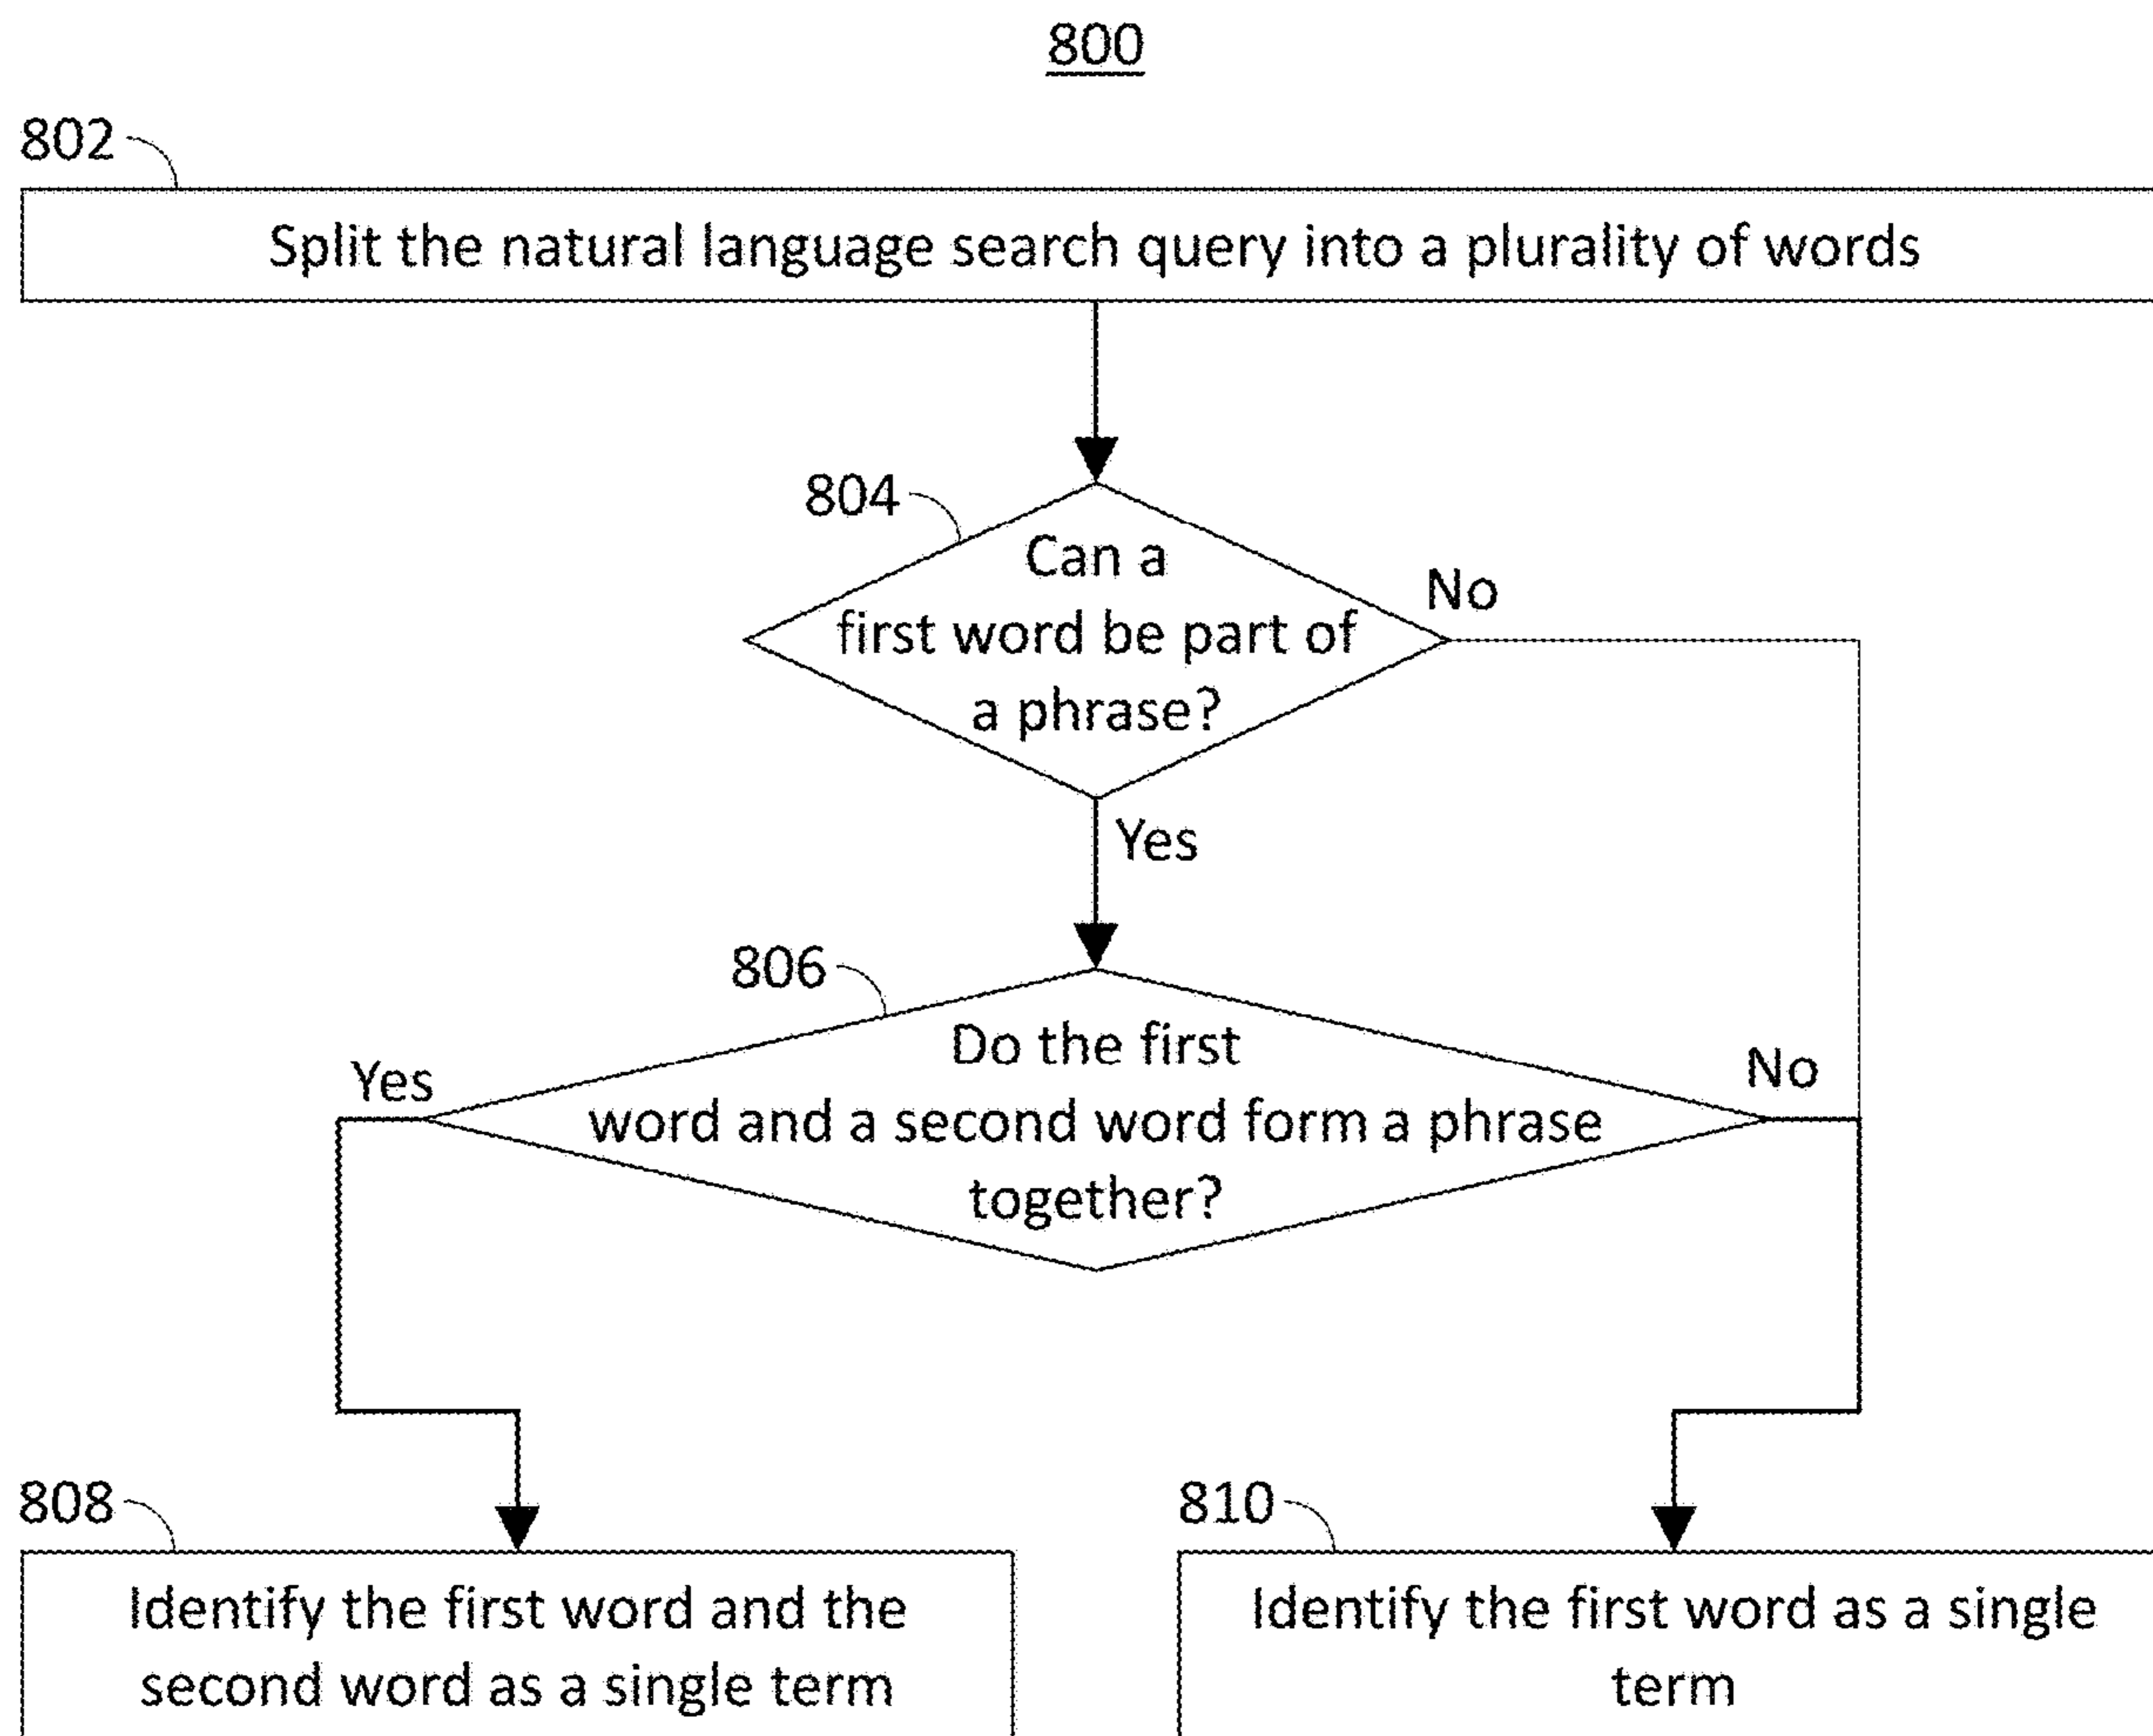 800
802
Split the natural language search query into a plurality of words
804
Can a
first word be part of
a phrase?
No
Yes
806
Do the first
word and a second word form a phrase
together?
Yes
No
808
Identify the first word and the
second word as a single term
810
Identify the first word as a single
term